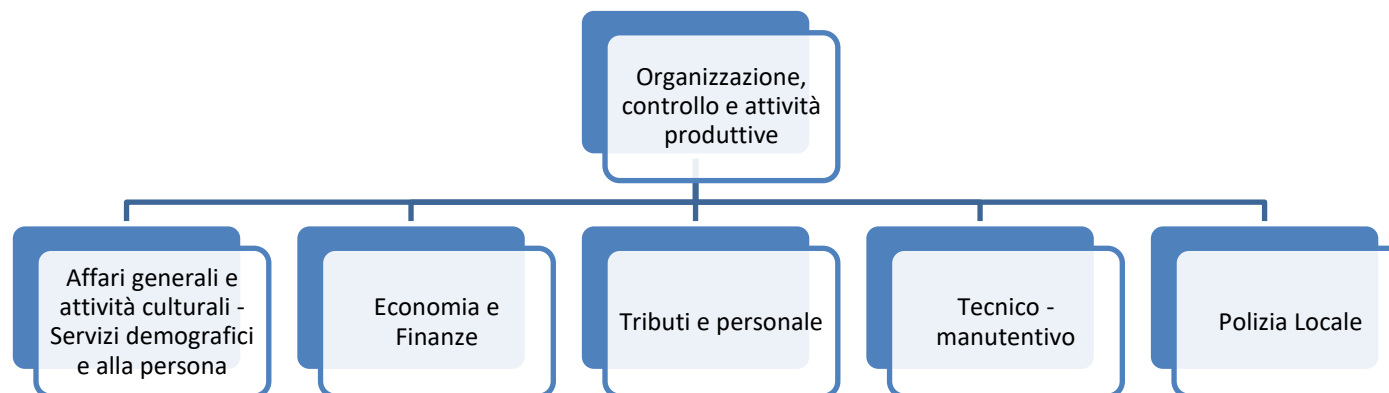 Organizzazione,
controllo e attività
produttive
Affari generali e
attività culturali -
Servizi demografici
e alla persona
Economia e
Finanze
Tributi e personale
Tecnico -
manutentivo
Polizia Locale